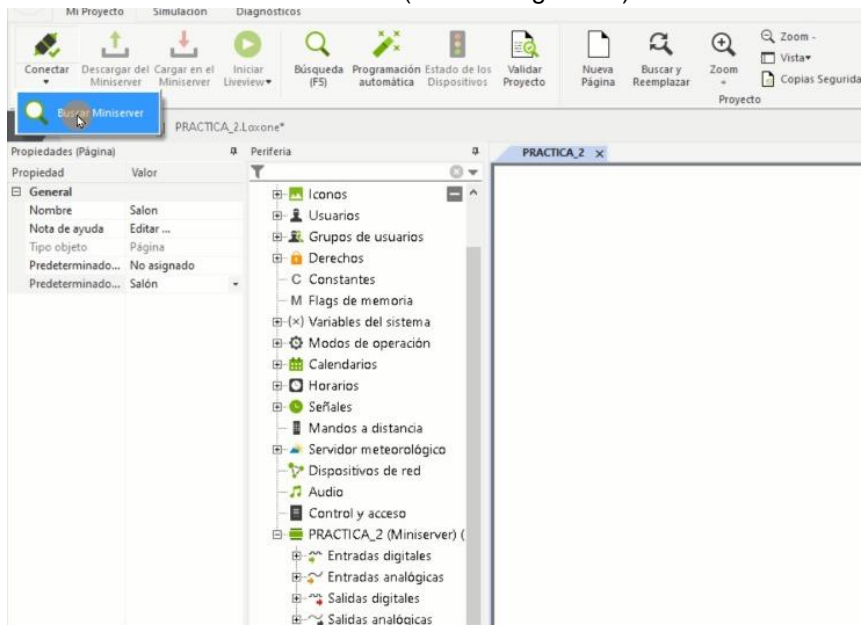 Mi Proyecto Simulación Diagnósticos
Conectar
Descargar del Miniserver
Cargar en el Miniserver
Iniciar Liveview
Búsqueda (F5)
Programación automática
Estado de los Dispositivos
Validar Proyecto
Nueva Página
Buscar y Reemplazar
Zoom +
Zoom -
Vista
Copias Segurida
Proyecto
Buscar Miniserver
PRACTICA_2.Loxone*
Propiedades (Página)
Propiedad Valor
General
Nombre Salon
Nota de ayuda Editar ...
Tipo objeto Página
Predeterminado... No asignado
Predeterminado... Salón
Periferia
Iconos
Usuarios
Grupos de usuarios
Derechos
C Constantes
M Flags de memoria
(×) Variables del sistema
Modos de operación
Calendarios
Horarios
Señales
Mandos a distancia
Servidor meteorológico
Dispositivos de red
Audio
Control y acceso
PRACTICA_2 (Miniserver) (
Entradas digitales
Entradas analógicas
Salidas digitales
Salidas analógicas
PRACTICA_2 ×